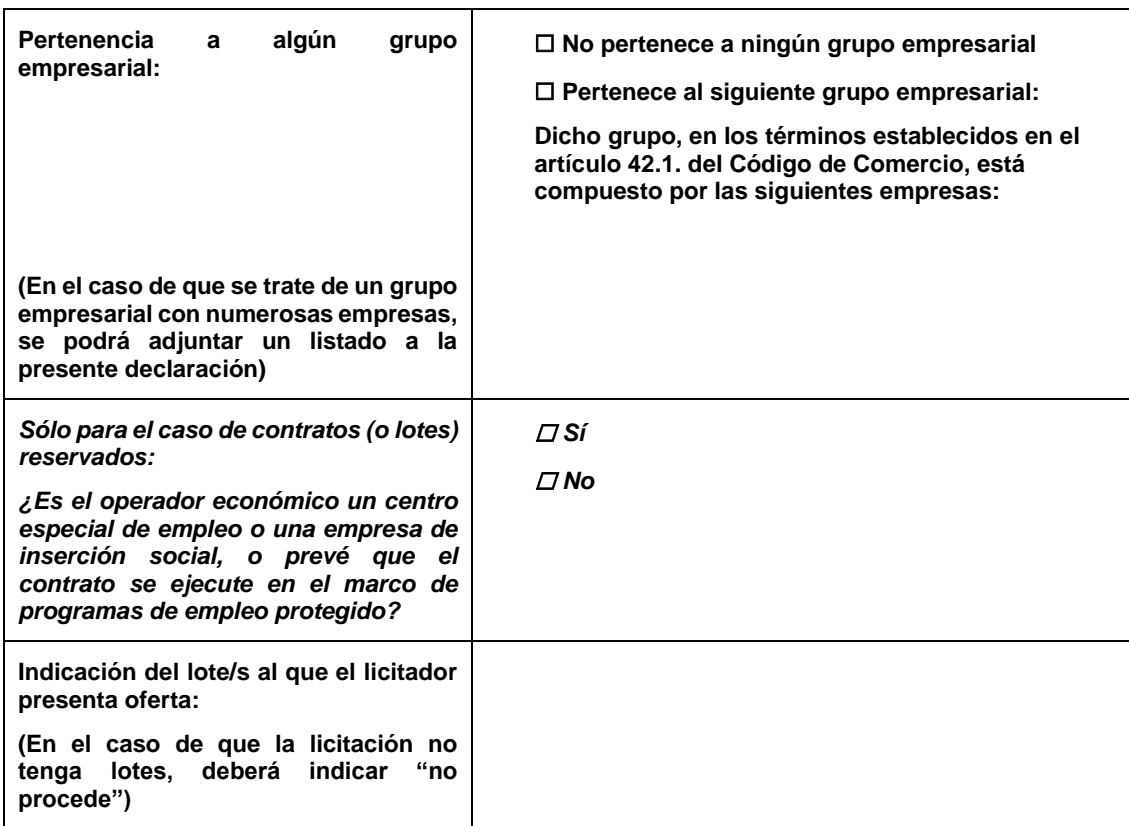 Pertenencia a algún grupo
empresarial:
(En el caso de que se trate de un grupo
empresarial con numerosas empresas,
se podrá adjuntar un listado a la
presente declaración)
☐ No pertenece a ningún grupo empresarial
☐ Pertenece al siguiente grupo empresarial:
Dicho grupo, en los términos establecidos en el
artículo 42.1. del Código de Comercio, está
compuesto por las siguientes empresas:
Sólo para el caso de contratos (o lotes)
reservados:
¿Es el operador económico un centro
especial de empleo o una empresa de
inserción social, o prevé que el
contrato se ejecute en el marco de
programas de empleo protegido?
☐ Sí
☐ No
Indicación del lote/s al que el licitador
presenta oferta:
(En el caso de que la licitación no
tenga lotes, deberá indicar “no
procede”)